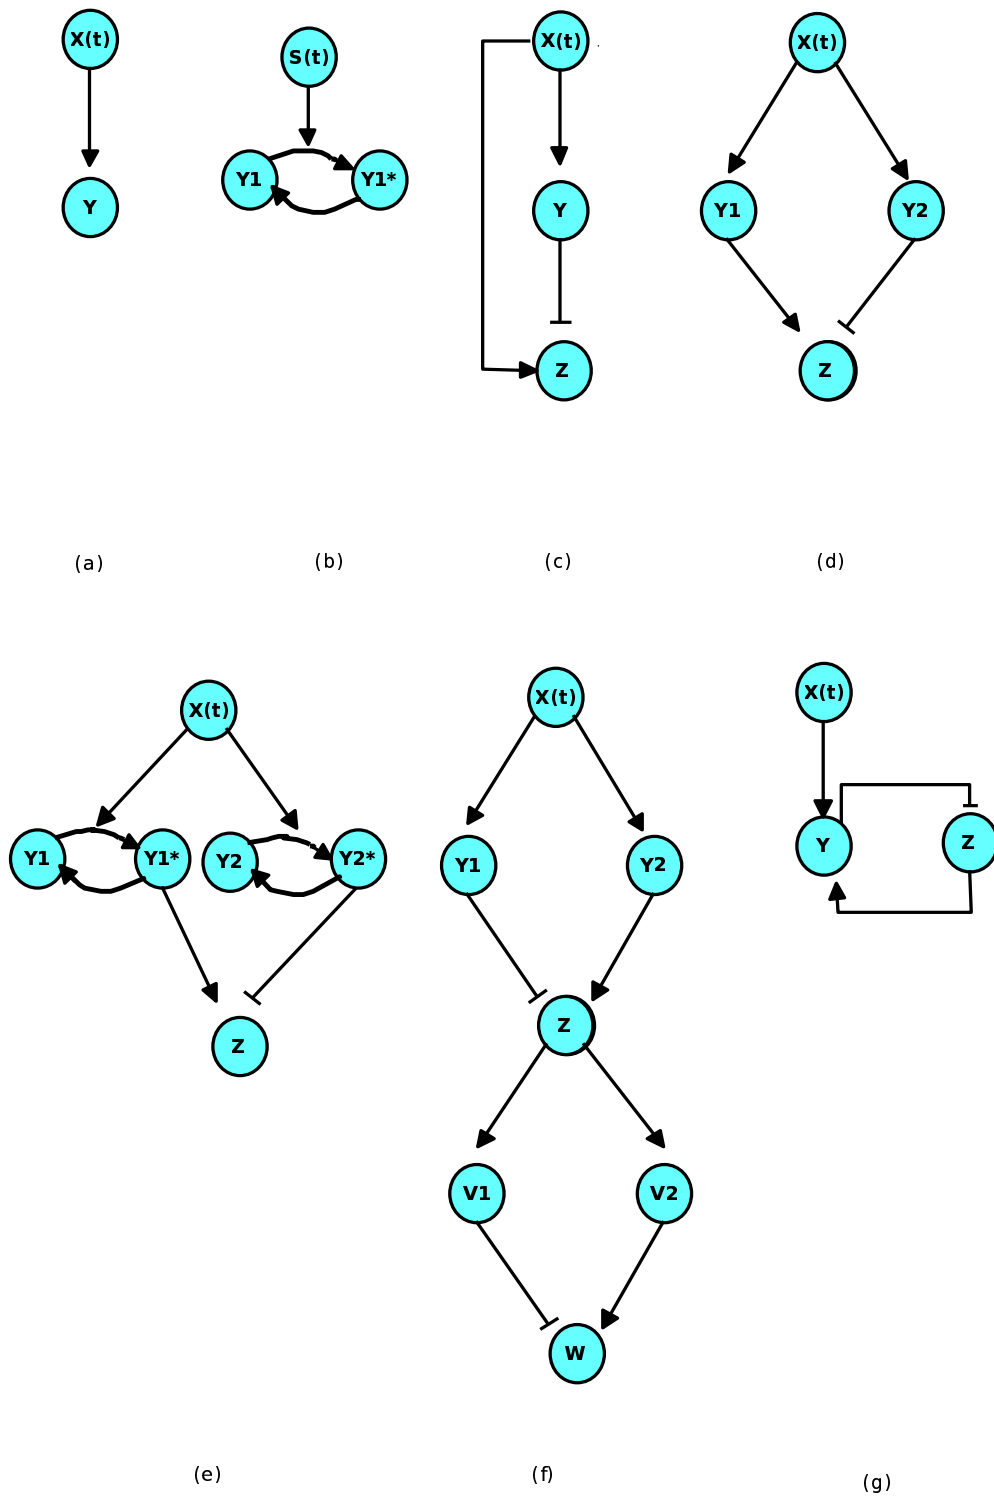 X(t)
Y
(a)
S(t)
Y1 Y1*
(b)
X(t)
Y
Z
(c)
X(t)
Y1 Y2
Z
(d)
X(t)
Y1 Y1* Y2 Y2*
Z
(e)
X(t)
Y1 Y2
Z
V1 V2
W
(f)
X(t)
Y Z
(g)